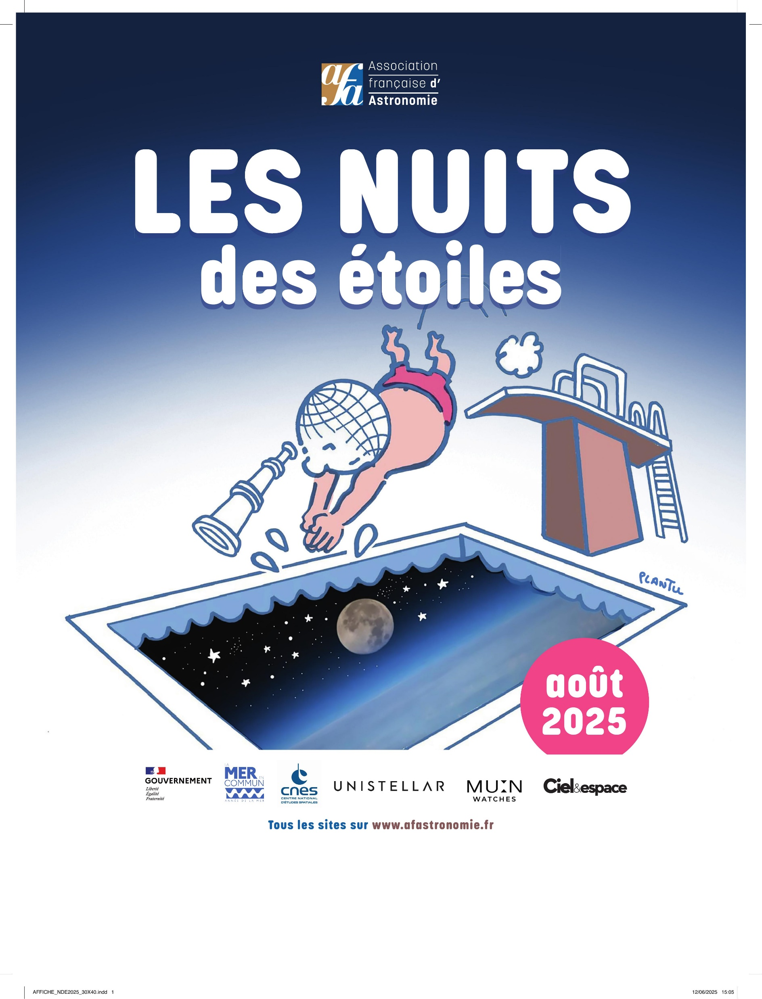 afa
Association
française d'
Astronomie
LES NUITS
des étoiles
PLANTU
août
2025
GOUVERNEMENT
Liberté
Égalité
Fraternité
LA
MER EN
COMMUN
ANNÉE DE LA MER
cnes
CENTRE NATIONAL
D'ÉTUDES SPATIALES
UNISTELLAR
MU:N
WATCHES
Ciel&espace
Tous les sites sur www.afastronomie.fr
AFFICHE_NDE2025_30X40.indd 1
12/06/2025 15:05